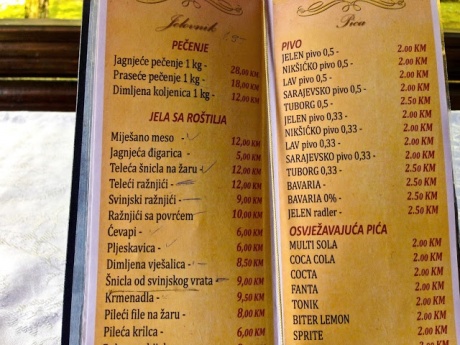 Jelovnik
PEČENJE
Jagnjeće pečenje 1 kg - 28,00 KM
Praseće pečenje 1 kg - 18,00 KM
Dimljena koljenica 1 kg - 12.00 KM
JELA SA ROŠTILJA
Miješano meso - 12,00 KM
Jagnjeća džigarica - 5,00 KM
Teleća šnicla na žaru - 12,00 KM
Teleći ražnjići - 12,00 KM
Svinjski ražnjići - 9,00 KM
Ražnjići sa povrćem - 10,00 KM
Ćevapi - 6,00 KM
Pljeskavica - 6,00 KM
Dimljena vješalica - 8,50 KM
Šnicla od svinjskog vrata - 9,00 KM
Krmenadla - 9,50 KM
Pileći file na žaru - 8,00 KM
Pileća krilca - 6,00 KM
Pica
PIVO
JELEN pivo 0,5 - 2.00 KM
NIKŠIĆKO pivo 0,5 - 2.00 KM
LAV pivo 0,5 - 2.00 KM
SARAJEVSKO pivo 0,5 - 2.00 KM
TUBORG 0,5 - 2.50 KM
JELEN pivo 0,33 - 2.00 KM
NIKŠIĆKO pivo 0,33 - 2.00 KM
LAV pivo 0,33 - 2.00 KM
SARAJEVSKO pivo 0,33 - 2.00 KM
TUBORG 0,33 - 2.50 KM
BAVARIA - 2.50 KM
BAVARIA 0% - 2.50 KM
JELEN radler - 2.50 KM
OSVJEŽAVAJUĆA PIĆA
MULTI SOLA 2.00 KM
COCA COLA 2.00 KM
COCTA 2.00 KM
FANTA 2.00 KM
TONIK 2.00 KM
BITER LEMON 2.00 KM
SPRITE 2.00 KM